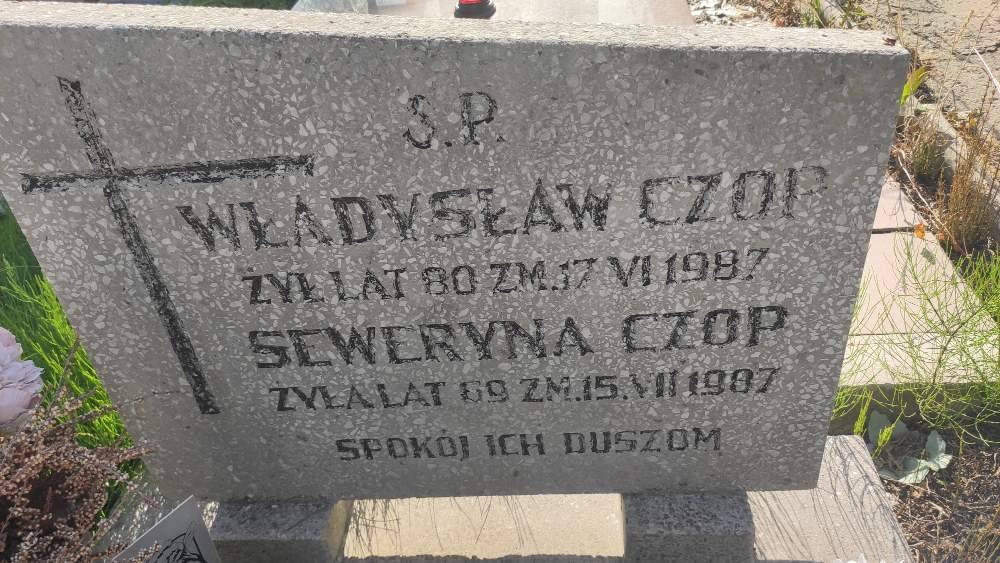 Ś.P.
WŁADYSŁAW CZOP
ŻYŁ LAT 80 ZM.17 VI 1987
SEWERYNA CZOP
ŻYŁA LAT 69 ZM.15.VII 1987
SPOKÓJ ICH DUSZOM